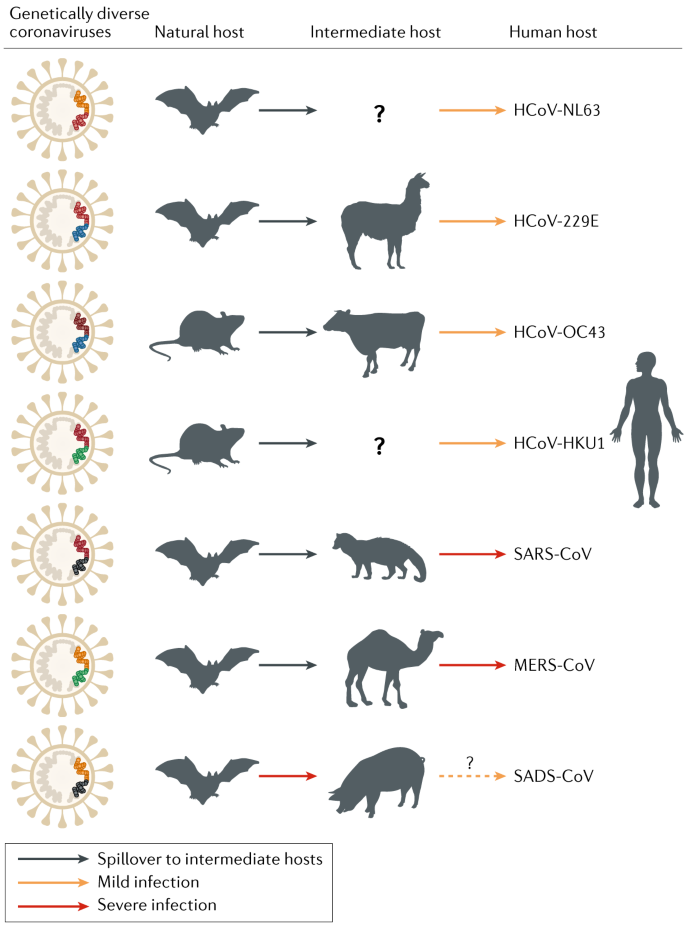 Genetically diverse
coronaviruses
Natural host
Intermediate host
Human host
?
HCoV-NL63
HCoV-229E
HCoV-OC43
?
HCoV-HKU1
SARS-CoV
MERS-CoV
?
SADS-CoV
Spillover to intermediate hosts
Mild infection
Severe infection